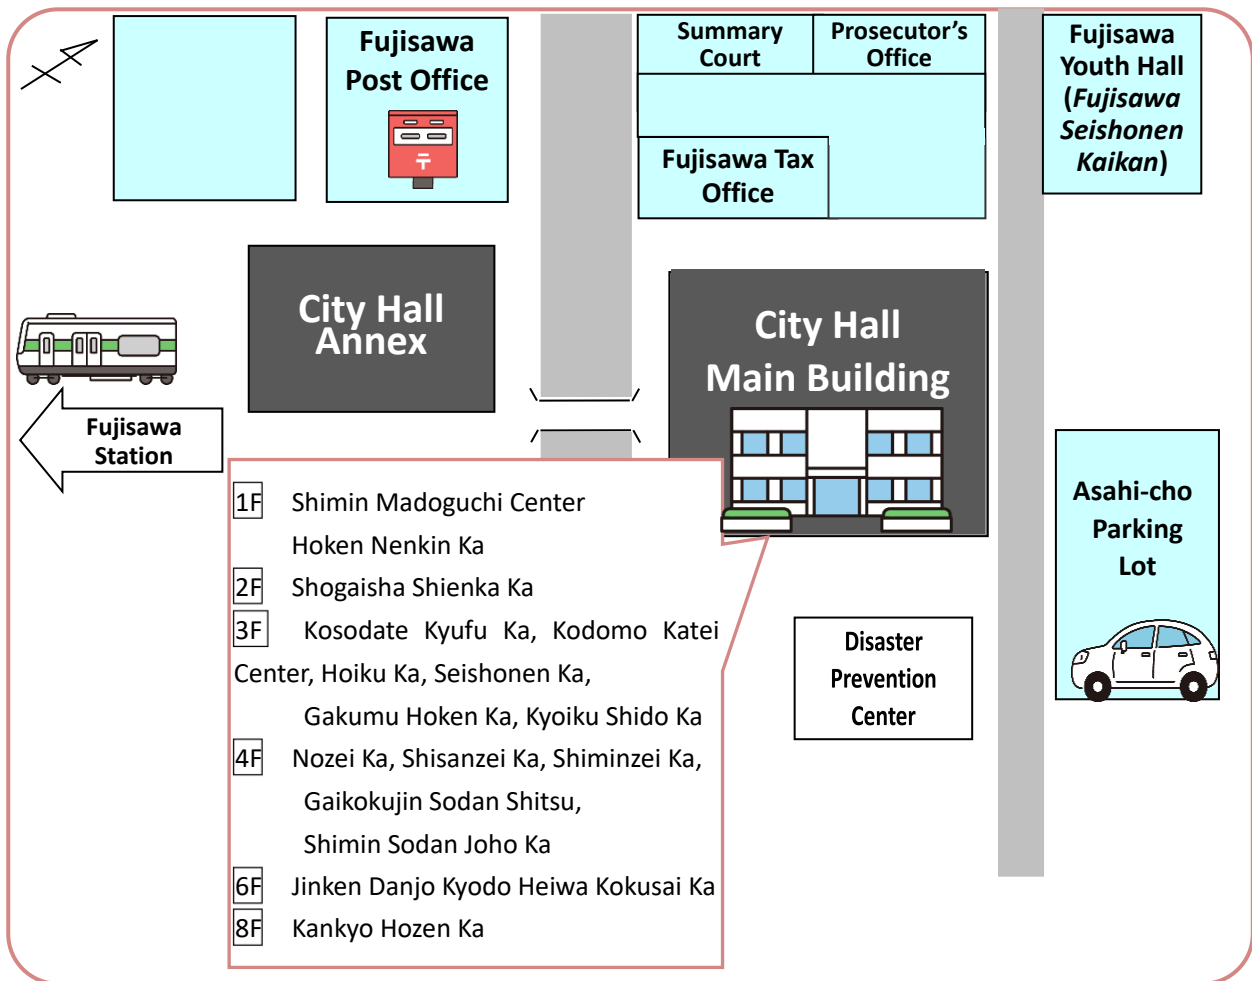 Fujisawa
Post Office
〒
Summary
Court
Prosecutor's
Office
Fujisawa
Youth Hall
(Fujisawa
Seishonen
Kaikan)
Fujisawa Tax
Office
City Hall
Annex
City Hall
Main Building
Fujisawa
Station
Asahi-cho
Parking
Lot
Disaster
Prevention
Center
1F Shimin Madoguchi Center
Hoken Nenkin Ka
2F Shogaisha Shienka Ka
3F Kosodate Kyufu Ka, Kodomo Katei
Center, Hoiku Ka, Seishonen Ka,
Gakumu Hoken Ka, Kyoiku Shido Ka
4F Nozei Ka, Shisanzei Ka, Shiminzei Ka,
Gaikokujin Sodan Shitsu,
Shimin Sodan Joho Ka
6F Jinken Danjo Kyodo Heiwa Kokusai Ka
8F Kankyo Hozen Ka